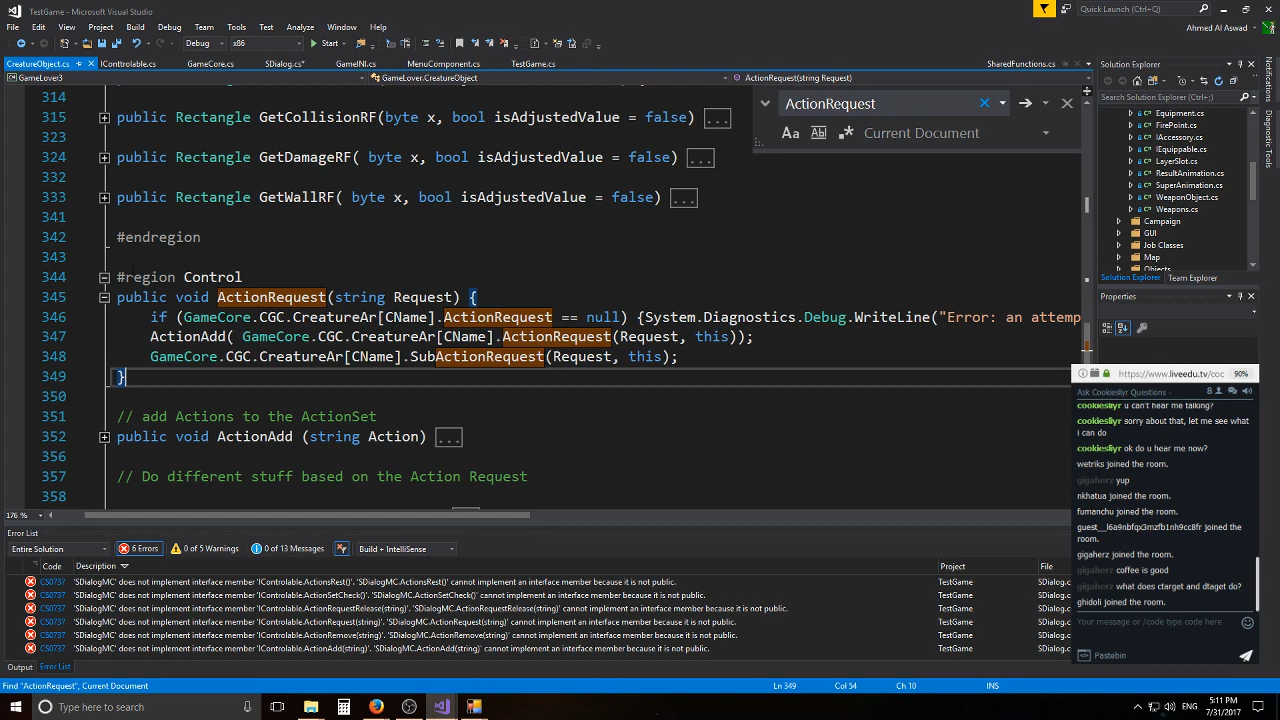 TestGame - Microsoft Visual Studio
Quick Launch (Ctrl+Q)
File Edit View Project Build Debug Team Tools Architecture Test Analyze Window Help
Ahmed Al Aswad
Debug x86 Start
CreatureObject.cs IControlable.cs GameCore.cs SDialog.cs* GameINI.cs MenuComponent.cs TestGame.cs SharedFunctions.cs
GameLover3 GameLover.CreatureObject ActionRequest(string Request)
Solution Explorer
Search Solution Explorer (Ctrl+;)
Notifications
Diagnostic Tools
ActionRequest
Aa Current Document
314
315 public Rectangle GetCollisionRF(byte x, bool isAdjustedValue = false) ...
323
324 public Rectangle GetDamageRF( byte x, bool isAdjustedValue = false) ...
332
333 public Rectangle GetWallRF( byte x, bool isAdjustedValue = false) ...
341
342 #endregion
343
344 #region Control
345 public void ActionRequest(string Request) {
346 if (GameCore.CGC.CreatureAr[CName].ActionRequest == null) {System.Diagnostics.Debug.WriteLine("Error: an attemp
347 ActionAdd( GameCore.CGC.CreatureAr[CName].ActionRequest(Request, this));
348 GameCore.CGC.CreatureAr[CName].SubActionRequest(Request, this);
349 }
350
351 // add Actions to the ActionSet
352 public void ActionAdd (string Action) ...
356
357 // Do different stuff based on the Action Request
358
176 %
Equipment.cs
FirePoint.cs
IAccessory.cs
IEquippable.cs
LayerSlot.cs
ResultAnimation.cs
SuperAnimation.cs
WeaponObject.cs
Weapons.cs
Campaign
GUI
Job Classes
Map
Objects
Solution Explorer Team Explorer
Properties
https://www.liveedu.tv/coc 90%
Ask Cookiesliyr Questions - 8
cookiesliyr u can't hear me talking?
cookiesliyr sorry about that, let me see what
i can do
cookiesliyr ok do u hear me now?
wetriks joined the room.
gigaherz yup
nkhatua joined the room.
fumanchu joined the room.
guest__l6a9nbfqx3mzfb1nh9cc8fr joined the
room.
gigaherz joined the room.
gigaherz coffee is good
gigaherz what does ctarget and dtaget do?
ghidoli joined the room.
Your message or /code type code here
Pastebin
Error List
Entire Solution 6 Errors 0 of 5 Warnings 0 of 13 Messages Build + IntelliSense
Code Description Project File
CS0737 'SDialogMC' does not implement interface member 'IControlable.ActionsRest()'. 'SDialogMC.ActionsRest()' cannot implement an interface member because it is not public. TestGame SDialog.c
CS0737 'SDialogMC' does not implement interface member 'IControlable.ActionSetCheck()'. 'SDialogMC.ActionSetCheck()' cannot implement an interface member because it is not public. TestGame SDialog.c
CS0737 'SDialogMC' does not implement interface member 'IControlable.ActionRequestRelease(string)'. 'SDialogMC.ActionRequestRelease(string)' cannot implement an interface member because it is not public. TestGame SDialog.c
CS0737 'SDialogMC' does not implement interface member 'IControlable.ActionRequest(string)'. 'SDialogMC.ActionRequest(string)' cannot implement an interface member because it is not public. TestGame SDialog.c
CS0737 'SDialogMC' does not implement interface member 'IControlable.ActionRemove(string)'. 'SDialogMC.ActionRemove(string)' cannot implement an interface member because it is not public. TestGame SDialog.c
CS0737 'SDialogMC' does not implement interface member 'IControlable.ActionAdd(string)'. 'SDialogMC.ActionAdd(string)' cannot implement an interface member because it is not public. TestGame SDialog.c
Output Error List
Find "ActionRequest", Current Document Ln 349 Col 54 Ch 10 INS
Type here to search
ENG 5:11 PM
7/31/2017